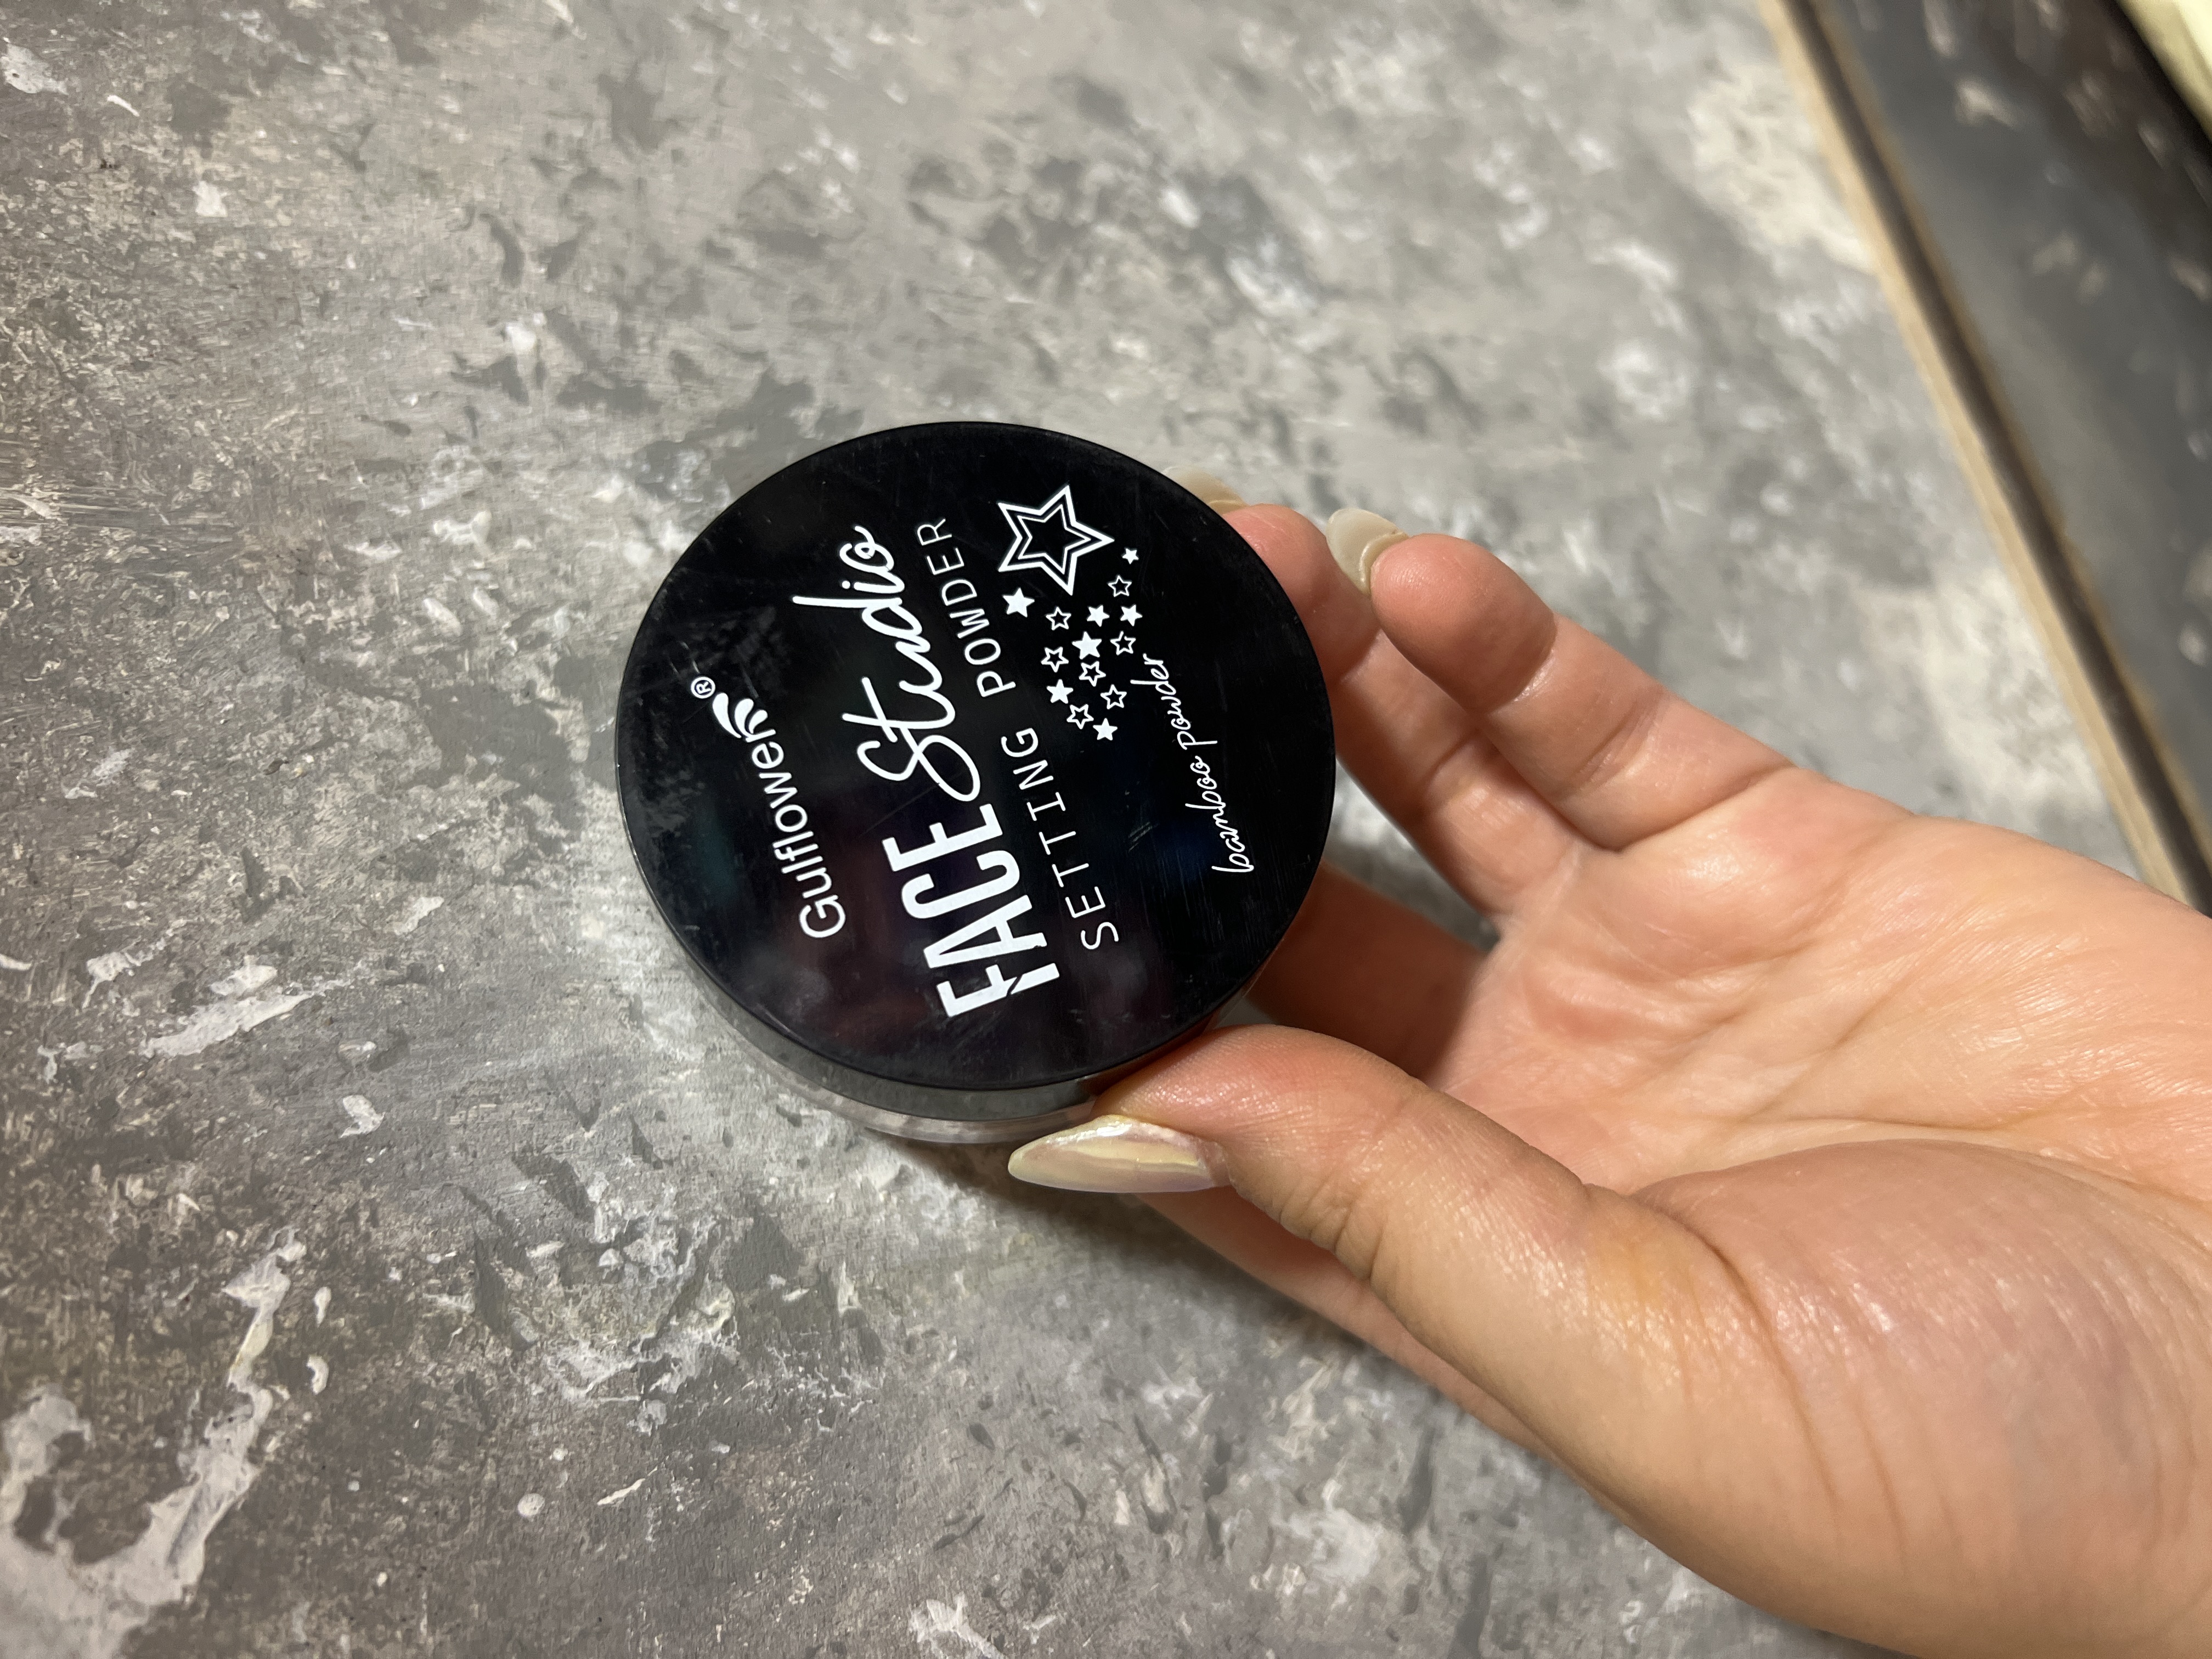 Gulflower®
FACE Studio
SETTING POWDER
bamboo powder